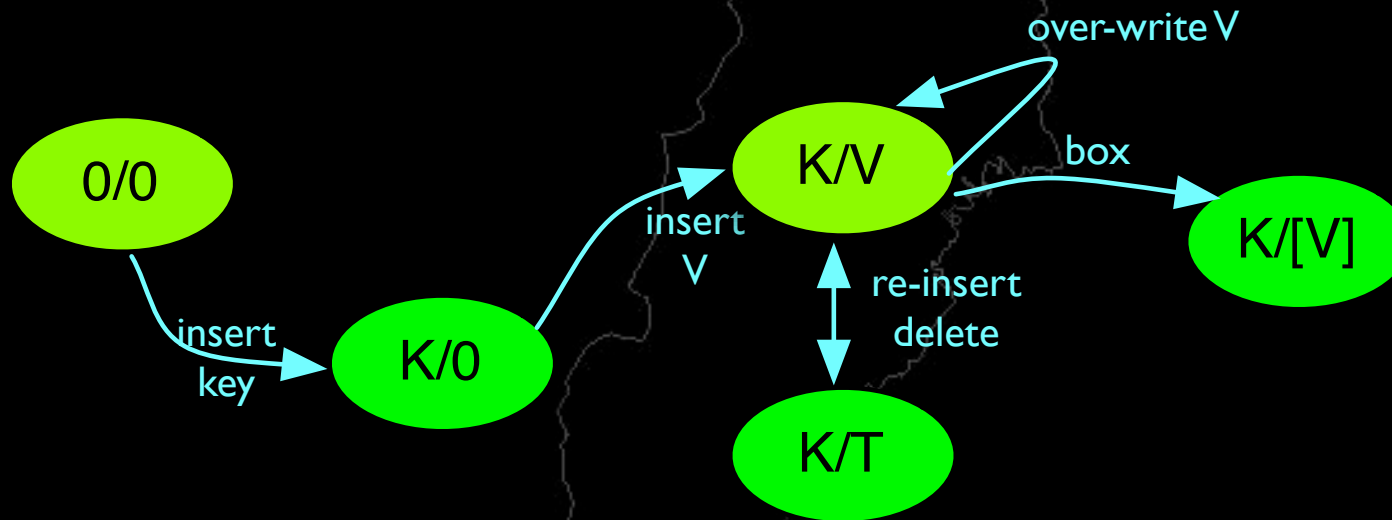 over-write V
0/0
K/V
box
insert
V
K/[V]
re-insert
delete
insert
key
K/0
K/T